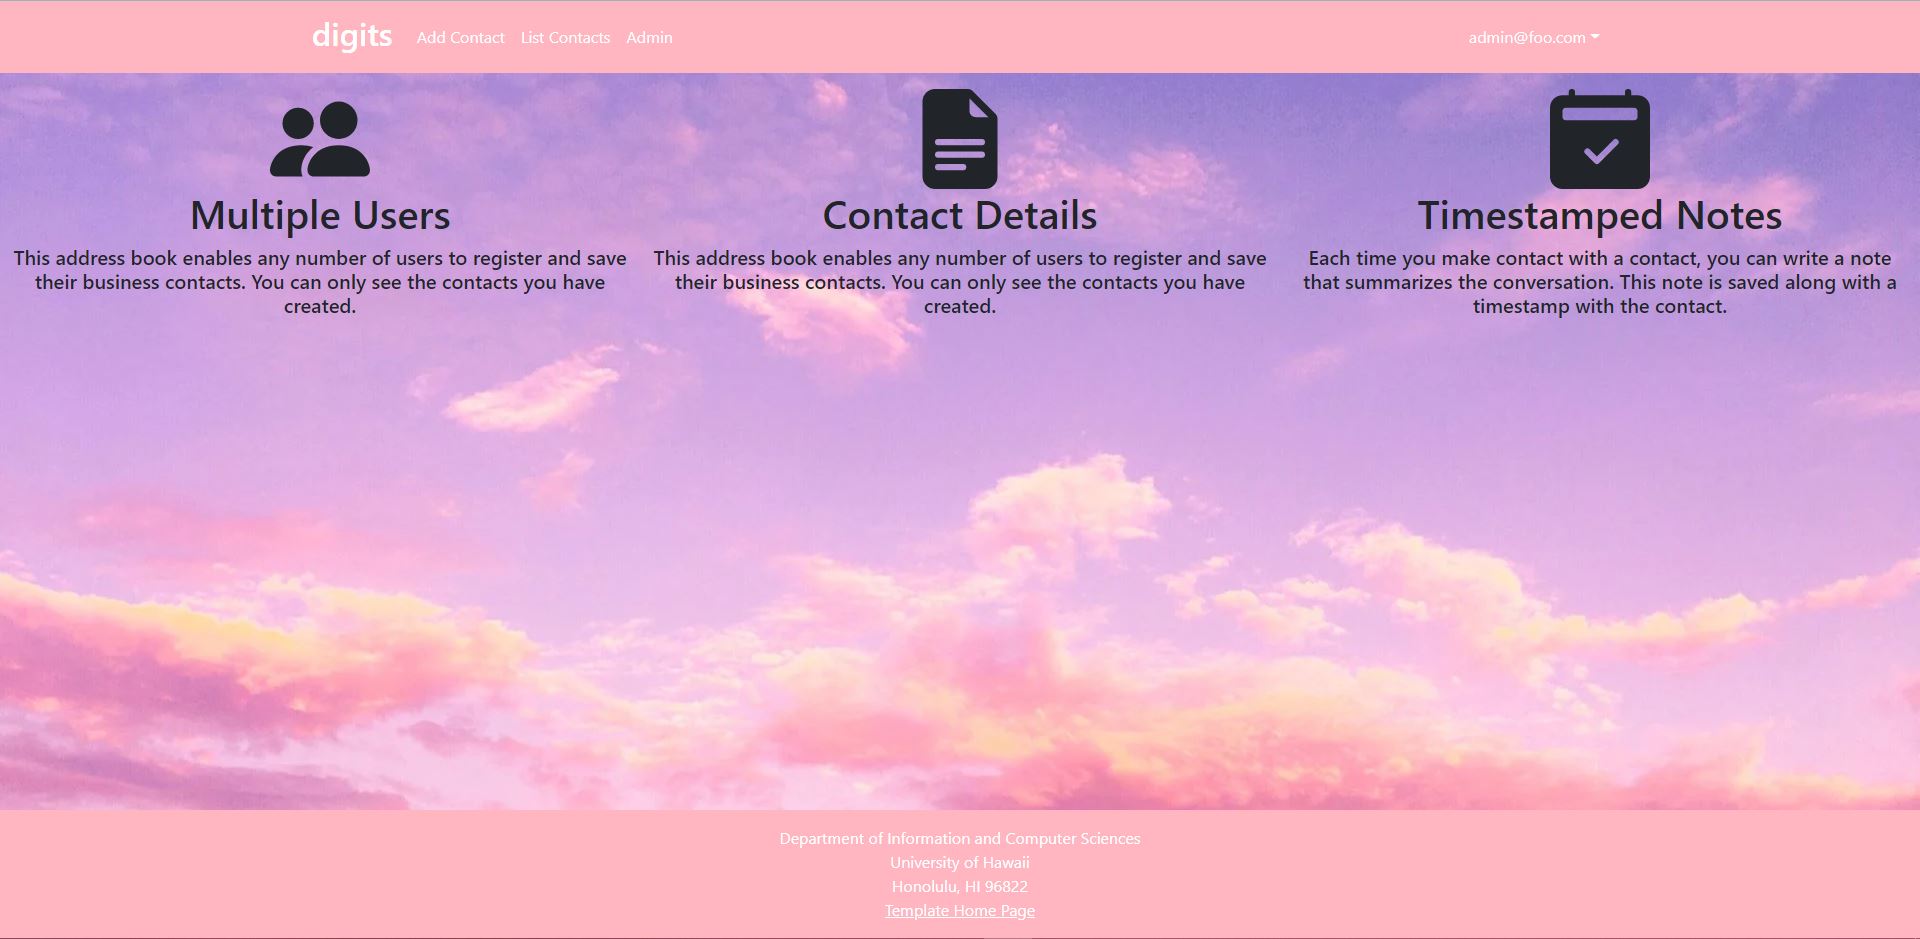 digits Add Contact List Contacts Admin admin@foo.com
Multiple Users
This address book enables any number of users to register and save
their business contacts. You can only see the contacts you have
created.
Contact Details
This address book enables any number of users to register and save
their business contacts. You can only see the contacts you have
created.
Timestamped Notes
Each time you make contact with a contact, you can write a note
that summarizes the conversation. This note is saved along with a
timestamp with the contact.
Department of Information and Computer Sciences
University of Hawaii
Honolulu, HI 96822
Template Home Page